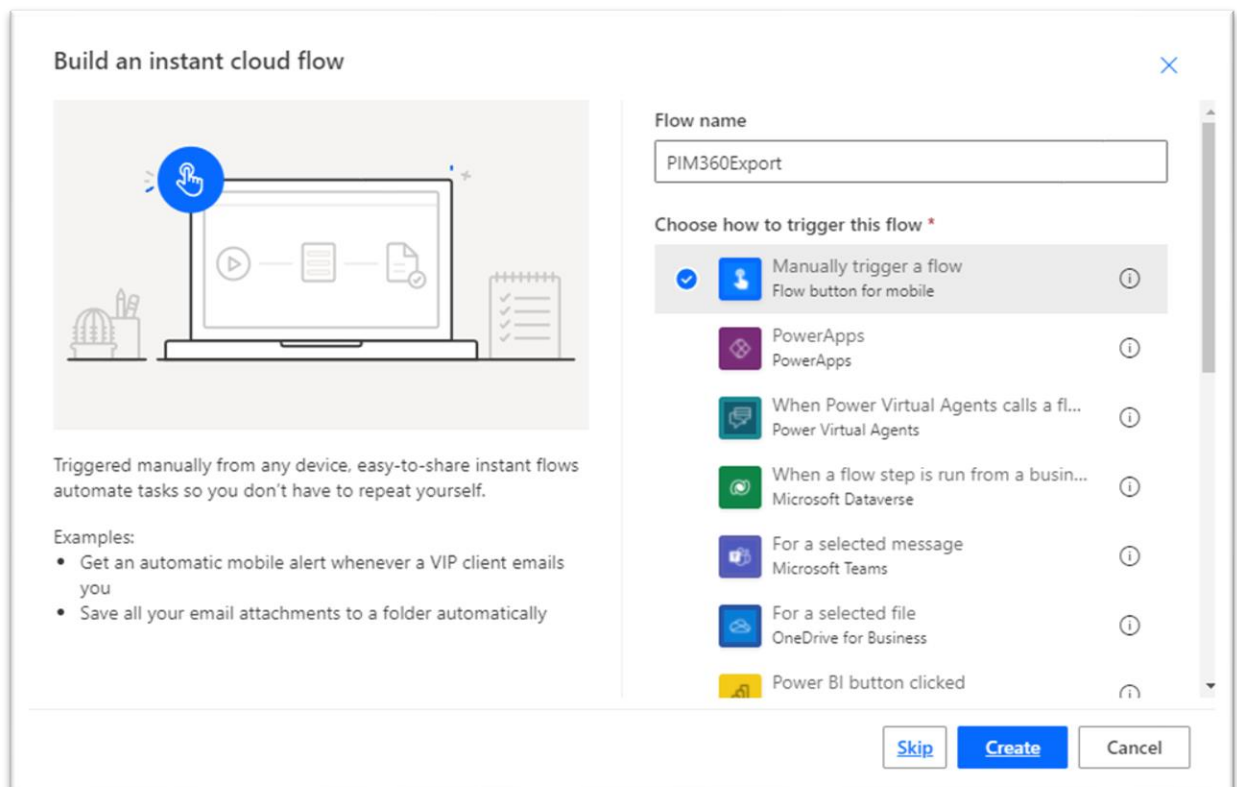 Build an instant cloud flow
Flow name
PIM360Export
Choose how to trigger this flow *
Manually trigger a flow
Flow button for mobile
PowerApps
PowerApps
When Power Virtual Agents calls a fl...
Power Virtual Agents
When a flow step is run from a busin...
Microsoft Dataverse
For a selected message
Microsoft Teams
For a selected file
OneDrive for Business
Power BI button clicked
Triggered manually from any device, easy-to-share instant flows
automate tasks so you don't have to repeat yourself.
Examples:
• Get an automatic mobile alert whenever a VIP client emails
you
• Save all your email attachments to a folder automatically
Skip
Create
Cancel